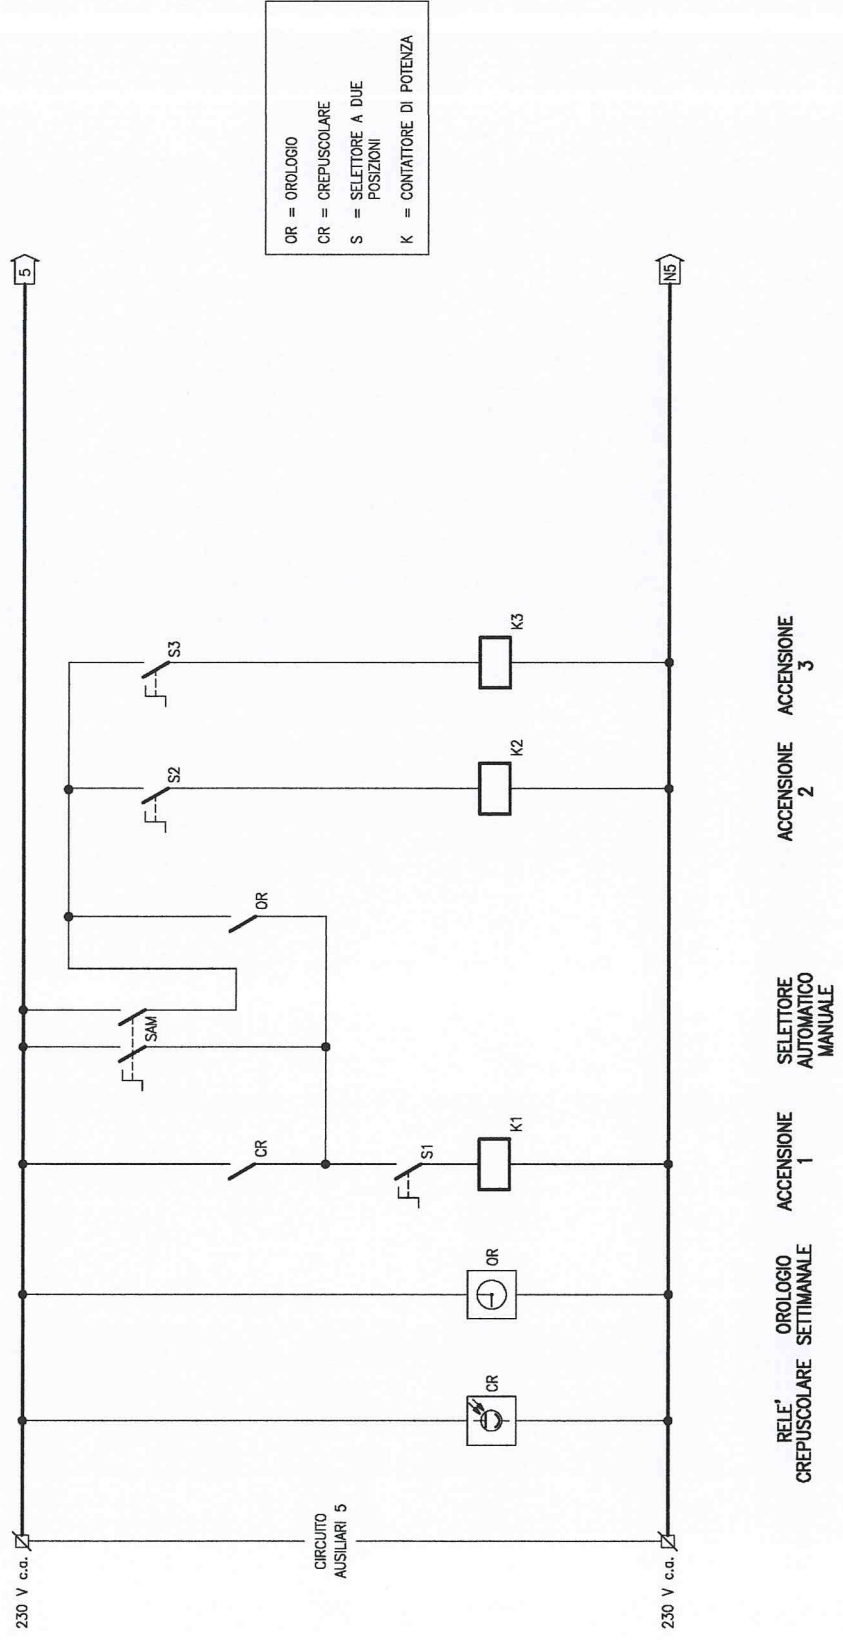 230 V c.a.
5
CIRCUITO
AUSILIARI 5
CR
SAM
OR
S2
S3
S1
CR
OR
K1
K2
K3
230 V c.a.
N5
RELE'
CREPUSCOLARE
OROLOGIO
SETTIMANALE
ACCENSIONE
1
SELETTORE
AUTOMATICO
MANUALE
ACCENSIONE
2
ACCENSIONE
3
OR = OROLOGIO
CR = CREPUSCOLARE
S = SELETTORE A DUE
POSIZIONI
K = CONTATTORE DI POTENZA